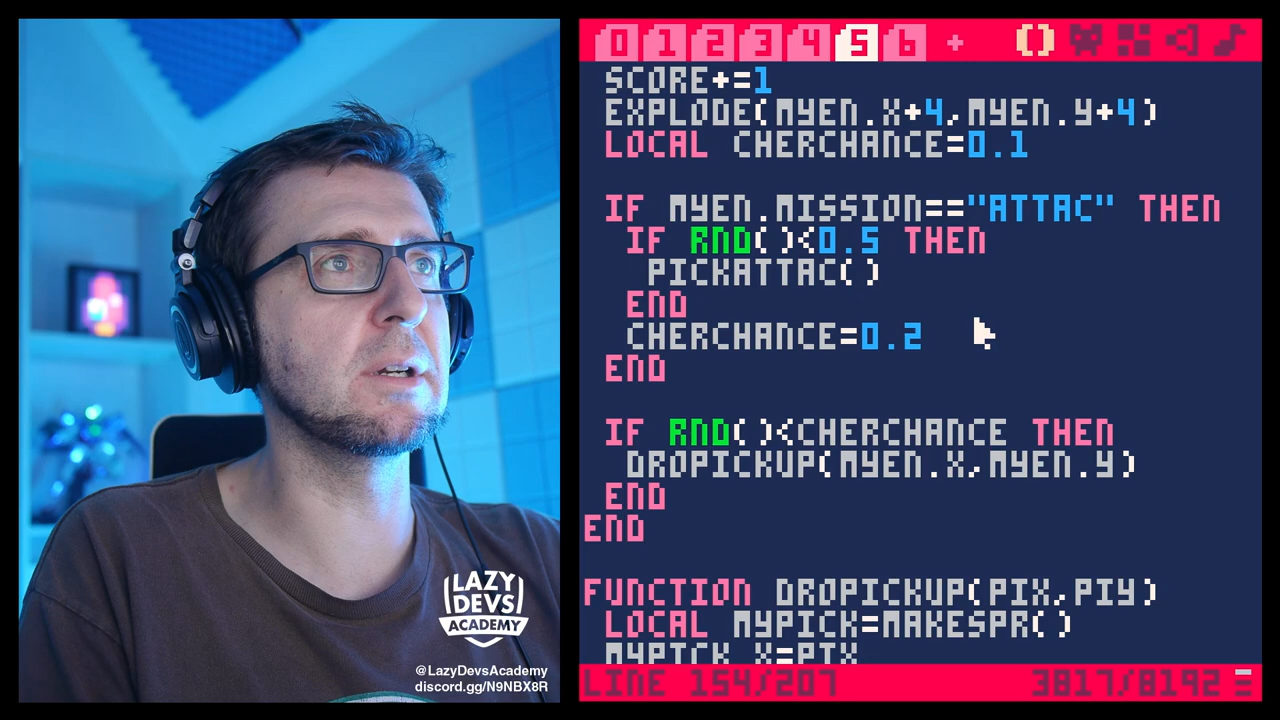 LAZY
DEVS
ACADEMY
@LazyDevsAcademy
discord.gg/N9NBX8R
0 1 2 3 4 5 6 + ()
SCORE+=1
EXPLODE(MYEN.X+4,MYEN.Y+4)
LOCAL CHERCHANCE=0.1
IF MYEN.MISSION=="ATTAC" THEN
IF RND()<0.5 THEN
PICKATTAC()
END
CHERCHANCE=0.2
END
IF RND()<CHERCHANCE THEN
DROPICKUP(MYEN.X,MYEN.Y)
END
END
FUNCTION DROPICKUP(PIX,PIY)
LOCAL MYPICK=MAKESPR()
MYPICK.X=PIX
LINE 154/207 3817/8192